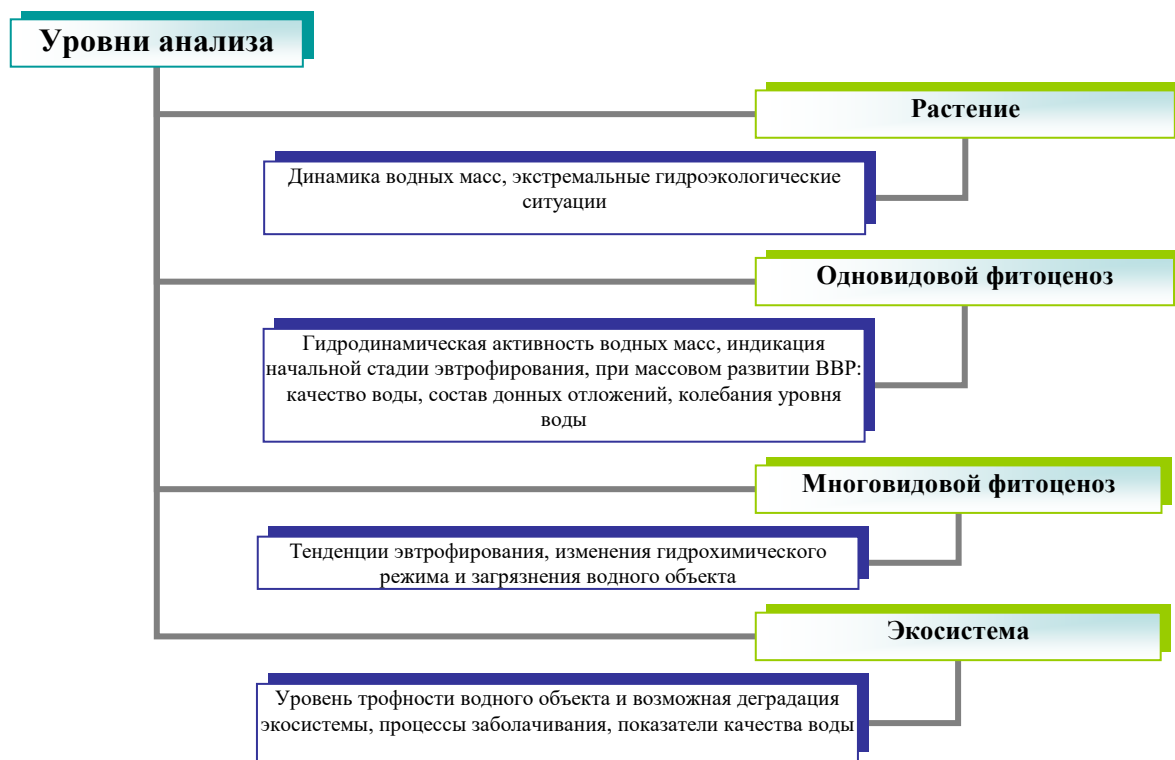 Уровни анализа
Растение
Динамика водных масс, экстремальные гидроэкологические
ситуации
Одновидовой фитоценоз
Гидродинамическая активность водных масс, индикация
начальной стадии эвтрофирования, при массовом развитии ВВР:
качество воды, состав донных отложений, колебания уровня
воды
Многовидовой фитоценоз
Тенденции эвтрофирования, изменения гидрохимического
режима и загрязнения водного объекта
Экосистема
Уровень трофности водного объекта и возможная деградация
экосистемы, процессы заболачивания, показатели качества воды